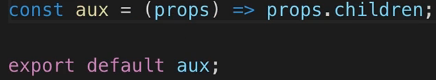 const aux = (props) => props.children;
export default aux;